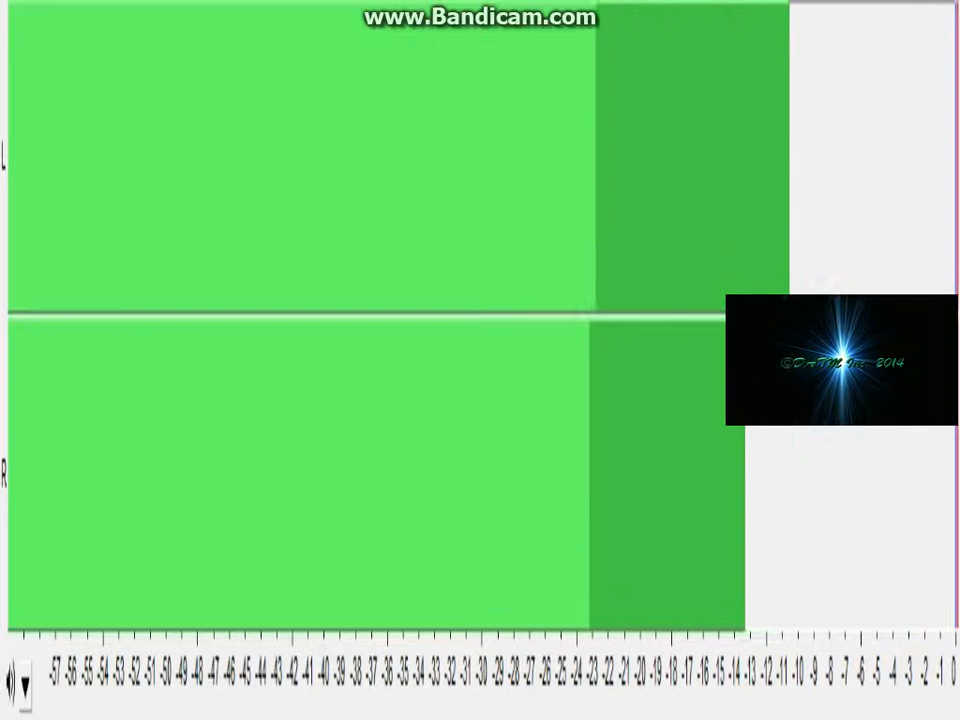 www.Bandicam.com
L
©DATM Inc. 2014
R
-57 -56 -55 -54 -53 -52 -51 -50 -49 -48 -47 -46 -45 -44 -43 -42 -41 -40 -39 -38 -37 -36 -35 -34 -33 -32 -31 -30 -29 -28 -27 -26 -25 -24 -23 -22 -21 -20 -19 -18 -17 -16 -15 -14 -13 -12 -11 -10 -9 -8 -7 -6 -5 -4 -3 -2 -1 0